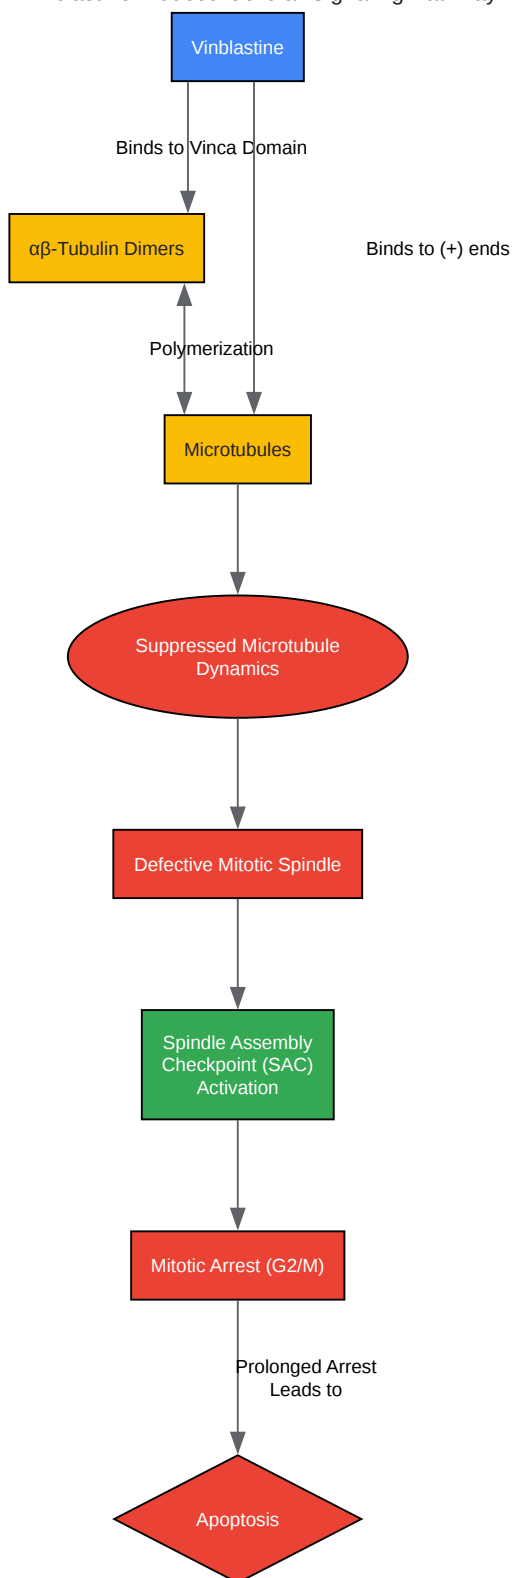 Vinblastine
Binds to Vinca Domain
αβ-Tubulin Dimers
Binds to (+) ends
Polymerization
Microtubules
Suppressed Microtubule
Dynamics
Defective Mitotic Spindle
Spindle Assembly
Checkpoint (SAC)
Activation
Mitotic Arrest (G2/M)
Prolonged Arrest
Leads to
Apoptosis